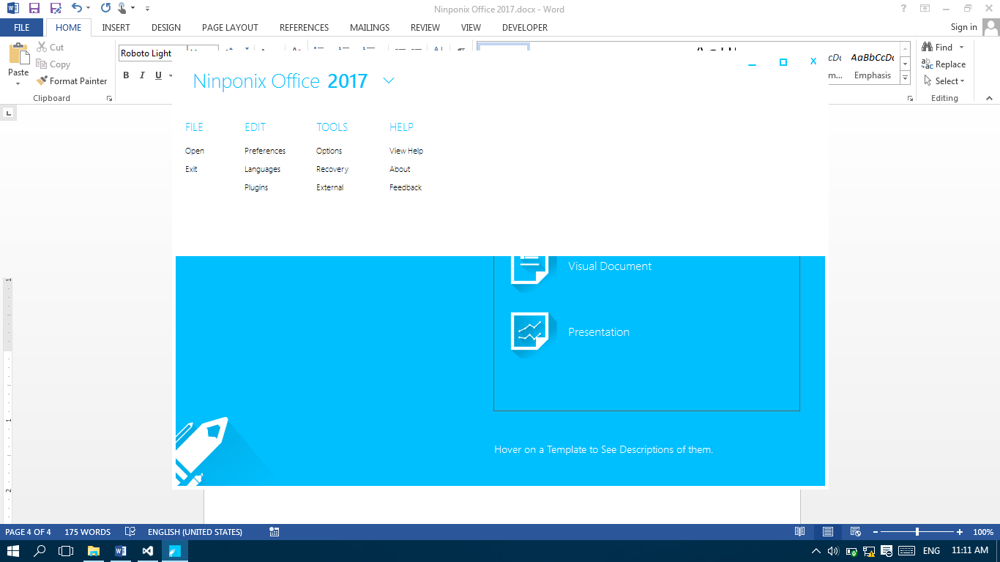 Ninponix Office 2017.docx - Word
FILE HOME INSERT DESIGN PAGE LAYOUT REFERENCES MAILINGS REVIEW VIEW DEVELOPER Sign in
Paste
Cut
Copy
Format Painter
Clipboard
Roboto Light
B I U
AaBbCcDc
Emphasis
Find
Replace
Select
Editing
Ninponix Office 2017
X
FILE EDIT TOOLS HELP
Open Preferences Options View Help
Exit Languages Recovery About
Plugins External Feedback
Visual Document
Presentation
Hover on a Template to See Descriptions of them.
1
1
2
PAGE 4 OF 4 175 WORDS ENGLISH (UNITED STATES) 100%
ENG 11:11 AM